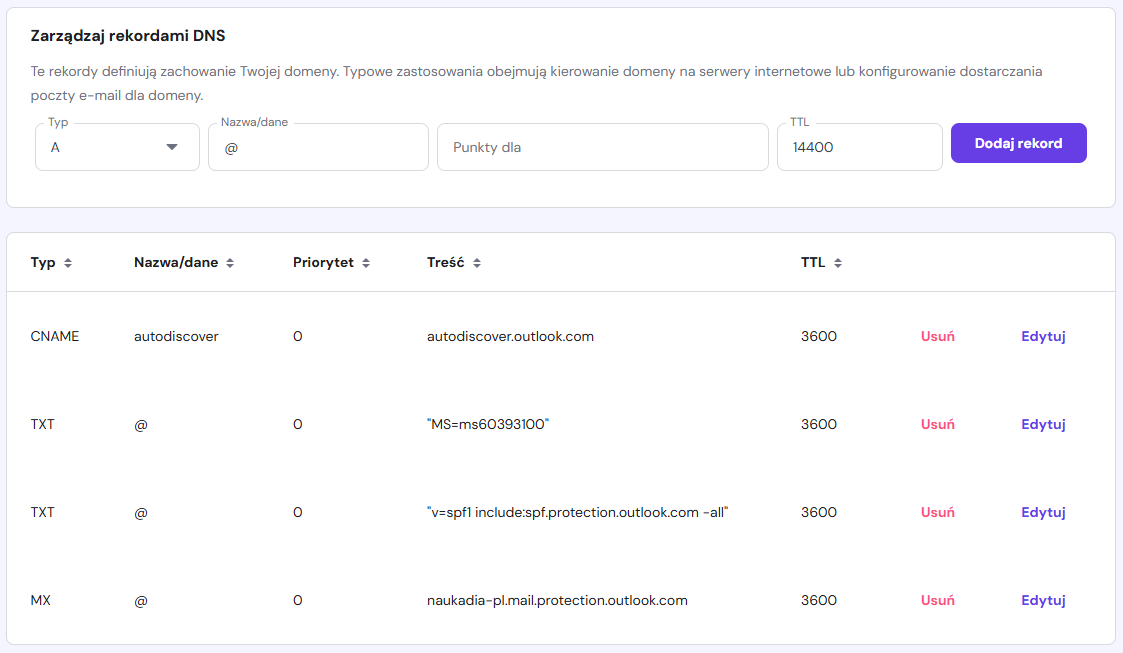 Zarządzaj rekordami DNS
Te rekordy definiują zachowanie Twojej domeny. Typowe zastosowania obejmują kierowanie domeny na serwery internetowe lub konfigurowanie dostarczania
poczty e-mail dla domeny.
Typ Nazwa/dane TTL
A @ Punkty dla 14400 Dodaj rekord
Typ Nazwa/dane Priorytet Treść TTL
CNAME autodiscover 0 autodiscover.outlook.com 3600 Usuń Edytuj
TXT @ 0 "MS=ms60393100" 3600 Usuń Edytuj
TXT @ 0 "v=spf1 include:spf.protection.outlook.com -all" 3600 Usuń Edytuj
MX @ 0 naukadia-pl.mail.protection.outlook.com 3600 Usuń Edytuj